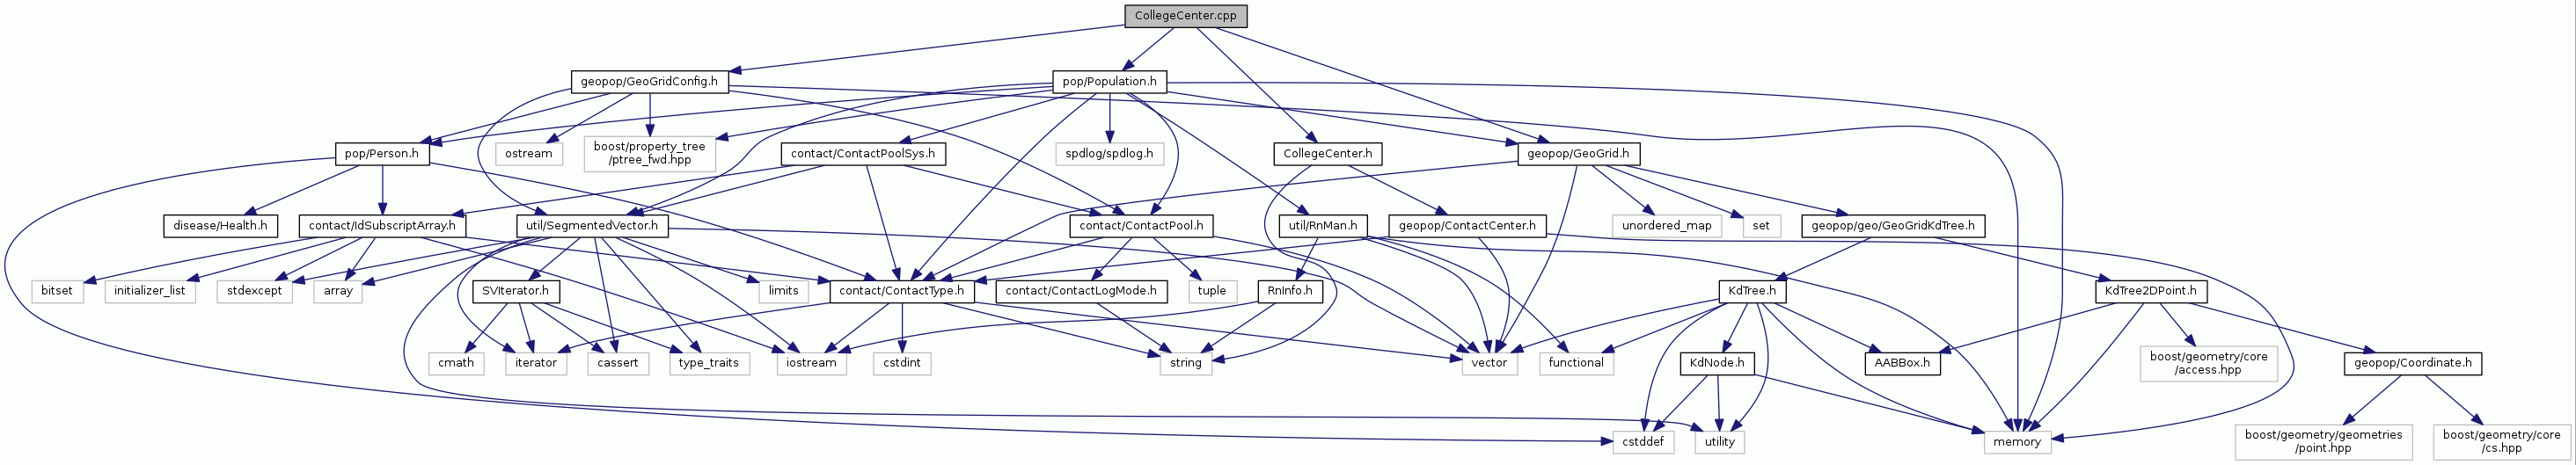 CollegeCenter.cpp
geopop/GeoGridConfig.h
pop/Population.h
pop/Person.h
ostream
boost/property_tree
/ptree_fwd.hpp
contact/ContactPoolSys.h
spdlog/spdlog.h
CollegeCenter.h
geopop/GeoGrid.h
disease/Health.h
contact/IdSubscriptArray.h
util/SegmentedVector.h
contact/ContactPool.h
util/RnMan.h
geopop/ContactCenter.h
unordered_map
set
geopop/geo/GeoGridKdTree.h
bitset
initializer_list
stdexcept
array
SVIterator.h
limits
contact/ContactType.h
contact/ContactLogMode.h
tuple
RnInfo.h
KdTree.h
KdTree2DPoint.h
cmath
iterator
cassert
type_traits
iostream
cstdint
string
vector
functional
KdNode.h
AABBox.h
boost/geometry/core
/access.hpp
geopop/Coordinate.h
cstddef
utility
memory
boost/geometry/geometries
/point.hpp
boost/geometry/core
/cs.hpp